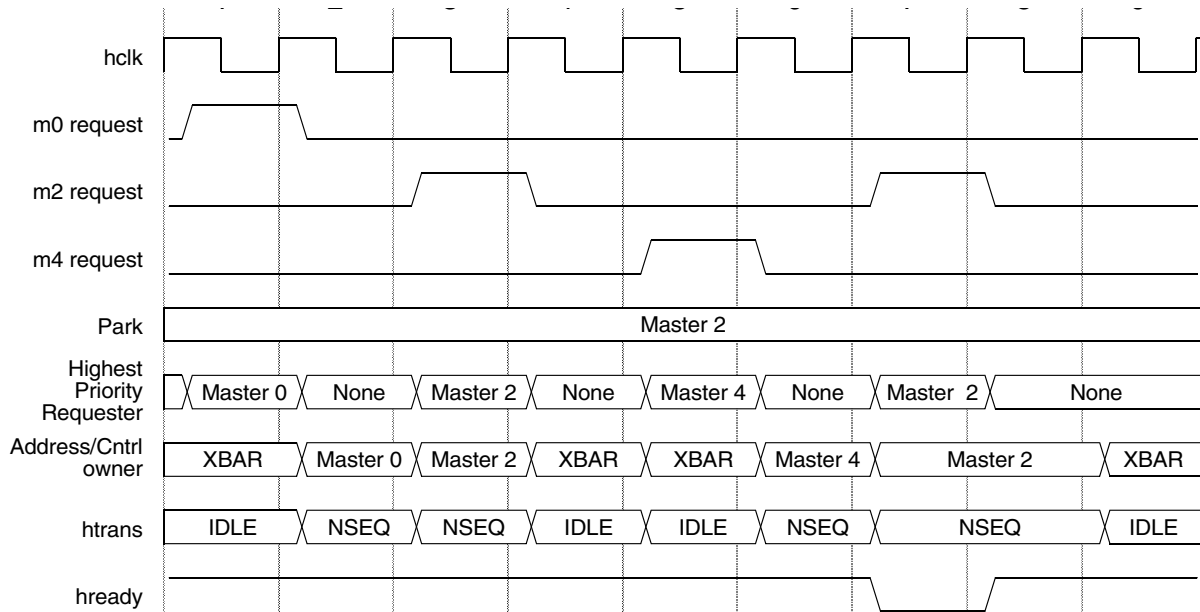 hclk
m0 request
m2 request
m4 request
Park
Master 2
Highest
Priority
Requester
Master 0 None Master 2 None Master 4 None Master 2 None
Address/Cntrl
owner
XBAR Master 0 Master 2 XBAR XBAR Master 4 Master 2 XBAR
htrans
IDLE NSEQ NSEQ IDLE IDLE NSEQ NSEQ IDLE
hready